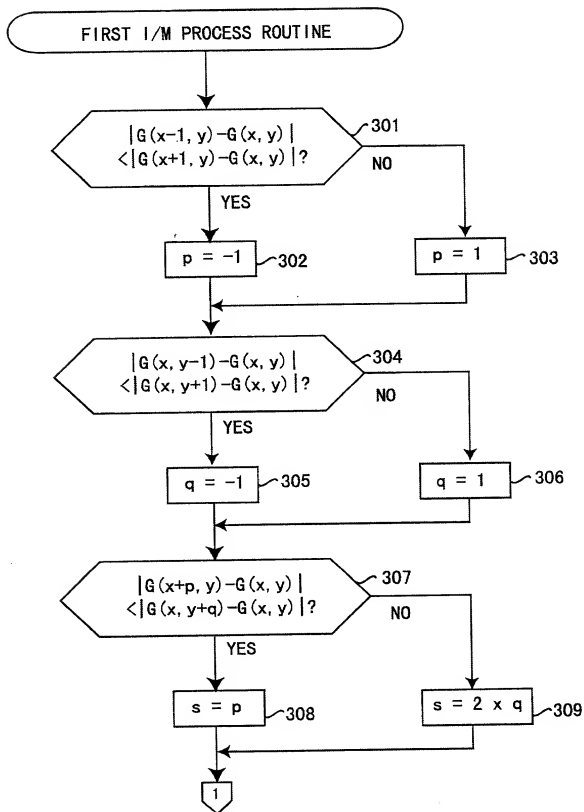 FIRST I/M PROCESS ROUTINE
|G(x-1, y)-G(x, y)|
<|G(x+1, y)-G(x, y)|?
301
NO
YES
p = -1
302
p = 1
303
|G(x, y-1)-G(x, y)|
<|G(x, y+1)-G(x, y)|?
304
NO
YES
q = -1
305
q = 1
306
|G(x+p, y)-G(x, y)|
<|G(x, y+q)-G(x, y)|?
307
NO
YES
s = p
308
s = 2 x q
309
1